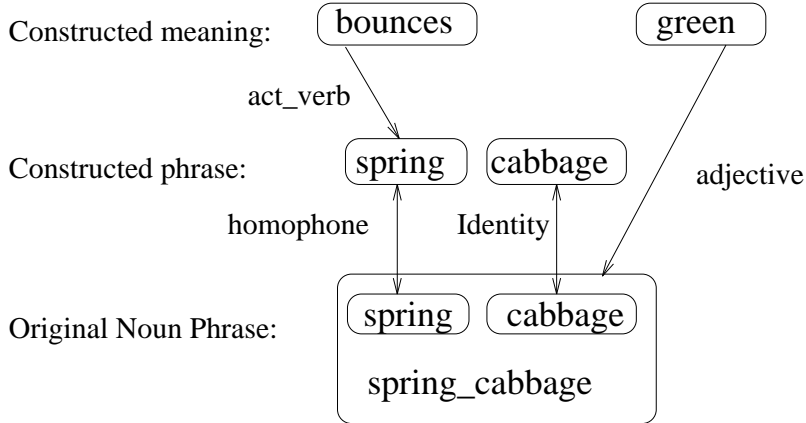 Constructed meaning: bounces green
act_verb
Constructed phrase: spring cabbage adjective
homophone Identity
Original Noun Phrase: spring cabbage
spring_cabbage